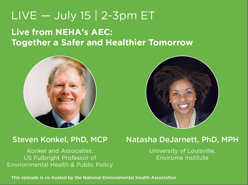 LIVE — July 15 | 2-3pm ET
Live from NEHA's AEC:
Together a Safer and Healthier Tomorrow
Steven Konkel, PhD, MCP
Konkel and Associates;
US Fulbright Professor of
Environmental Health & Public Policy
Natasha DeJarnett, PhD, MPH
University of Louisville,
Envirome Institute
This episode is co-hosted by the National Environmental Health Association